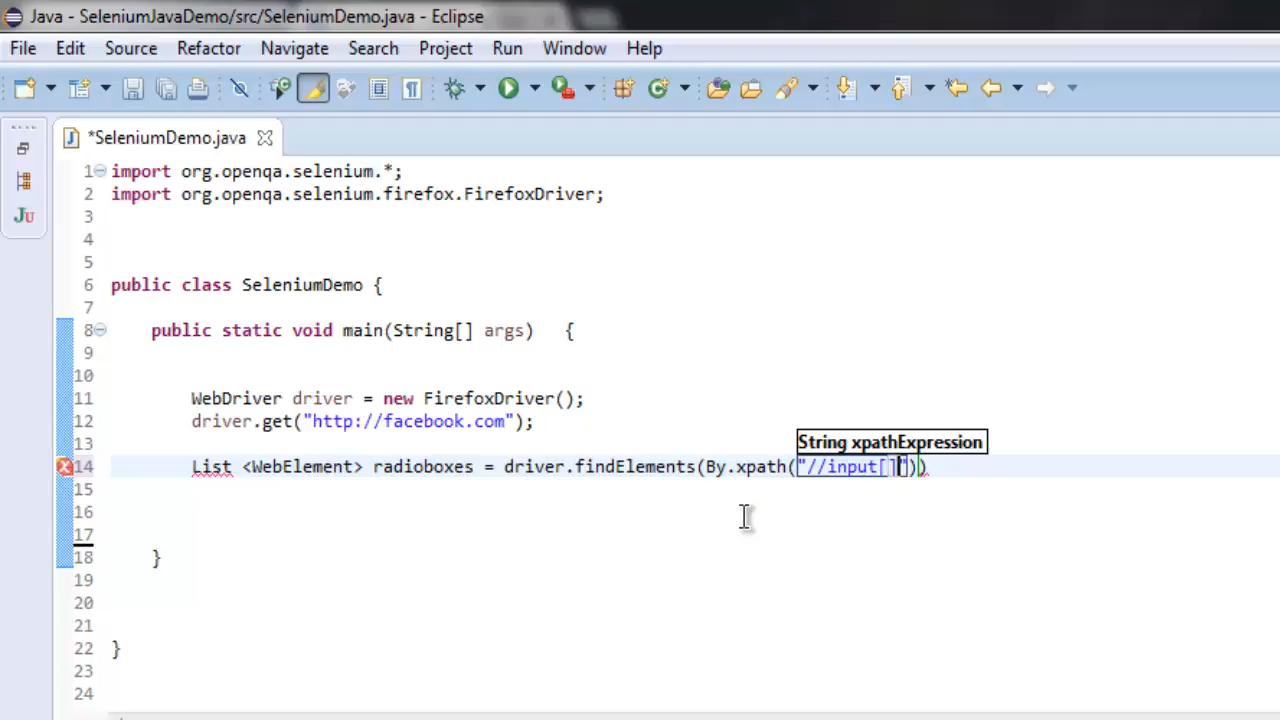 Java - SeleniumJavaDemo/src/SeleniumDemo.java - Eclipse
File Edit Source Refactor Navigate Search Project Run Window Help
*SeleniumDemo.java
1 import org.openqa.selenium.*;
2 import org.openqa.selenium.firefox.FirefoxDriver;
3
JU
4
5
6 public class SeleniumDemo {
7
8 public static void main(String[] args) {
9
10
11 WebDriver driver = new FirefoxDriver();
12 driver.get("http://facebook.com");
13
String xpathExpression
14 List <WebElement> radioboxes = driver.findElements(By.xpath("//input[]"))
15
16
17
18 }
19
20
21
22 }
23
24